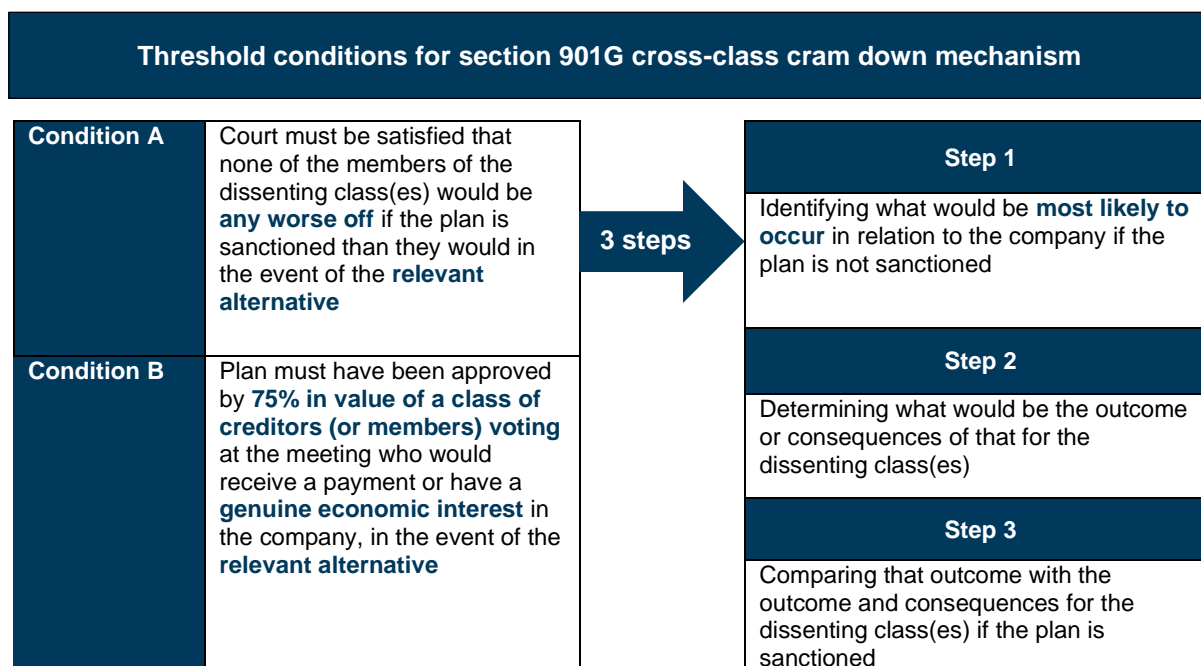 Threshold conditions for section 901G cross-class cram down mechanism
Condition A
Court must be satisfied that
none of the members of the
dissenting class(es) would be
any worse off if the plan is
sanctioned than they would in
the event of the relevant
alternative
Condition B
Plan must have been approved
by 75% in value of a class of
creditors (or members) voting
at the meeting who would
receive a payment or have a
genuine economic interest in
the company, in the event of the
relevant alternative
3 steps
Step 1
Identifying what would be most likely to
occur in relation to the company if the
plan is not sanctioned
Step 2
Determining what would be the outcome
or consequences of that for the
dissenting class(es)
Step 3
Comparing that outcome with the
outcome and consequences for the
dissenting class(es) if the plan is
sanctioned